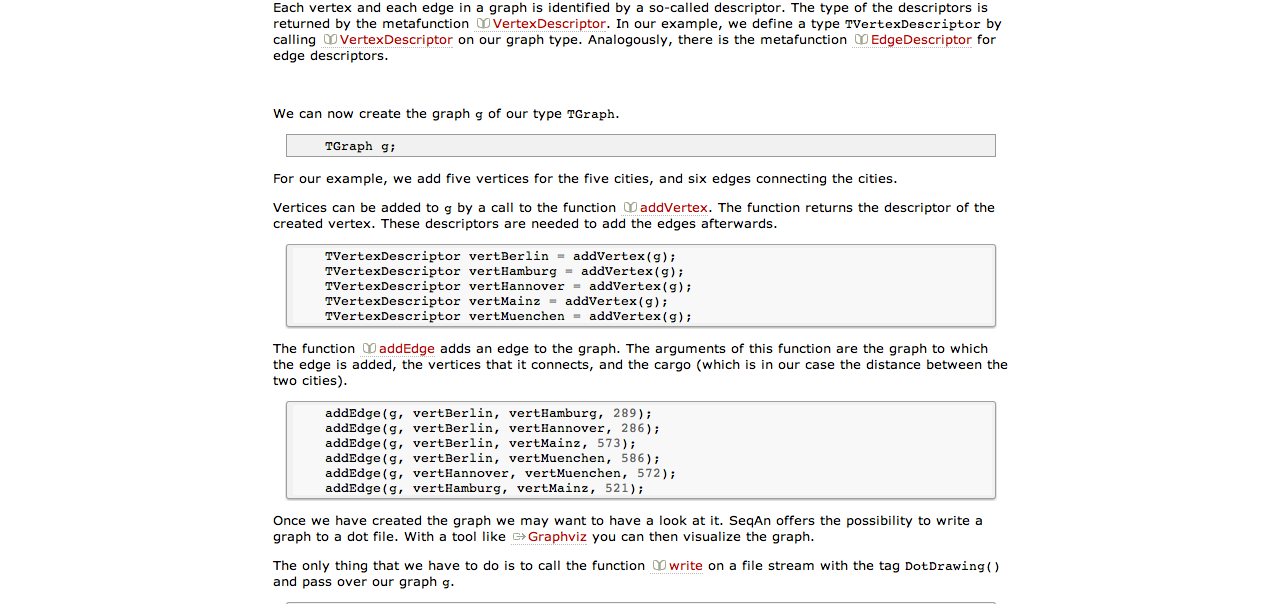 Each vertex and each edge in a graph is identified by a so-called descriptor. The type of the descriptors is
returned by the metafunction VertexDescriptor. In our example, we define a type TVertexDescriptor by
calling VertexDescriptor on our graph type. Analogously, there is the metafunction EdgeDescriptor for
edge descriptors.
We can now create the graph g of our type TGraph.
TGraph g;
For our example, we add five vertices for the five cities, and six edges connecting the cities.
Vertices can be added to g by a call to the function addVertex. The function returns the descriptor of the
created vertex. These descriptors are needed to add the edges afterwards.
TVertexDescriptor vertBerlin = addVertex(g);
TVertexDescriptor vertHamburg = addVertex(g);
TVertexDescriptor vertHannover = addVertex(g);
TVertexDescriptor vertMainz = addVertex(g);
TVertexDescriptor vertMuenchen = addVertex(g);
The function addEdge adds an edge to the graph. The arguments of this function are the graph to which
the edge is added, the vertices that it connects, and the cargo (which is in our case the distance between the
two cities).
addEdge(g, vertBerlin, vertHamburg, 289);
addEdge(g, vertBerlin, vertHannover, 286);
addEdge(g, vertBerlin, vertMainz, 573);
addEdge(g, vertBerlin, vertMuenchen, 586);
addEdge(g, vertHannover, vertMuenchen, 572);
addEdge(g, vertHamburg, vertMainz, 521);
Once we have created the graph we may want to have a look at it. SeqAn offers the possibility to write a
graph to a dot file. With a tool like Graphviz you can then visualize the graph.
The only thing that we have to do is to call the function write on a file stream with the tag DotDrawing()
and pass over our graph g.